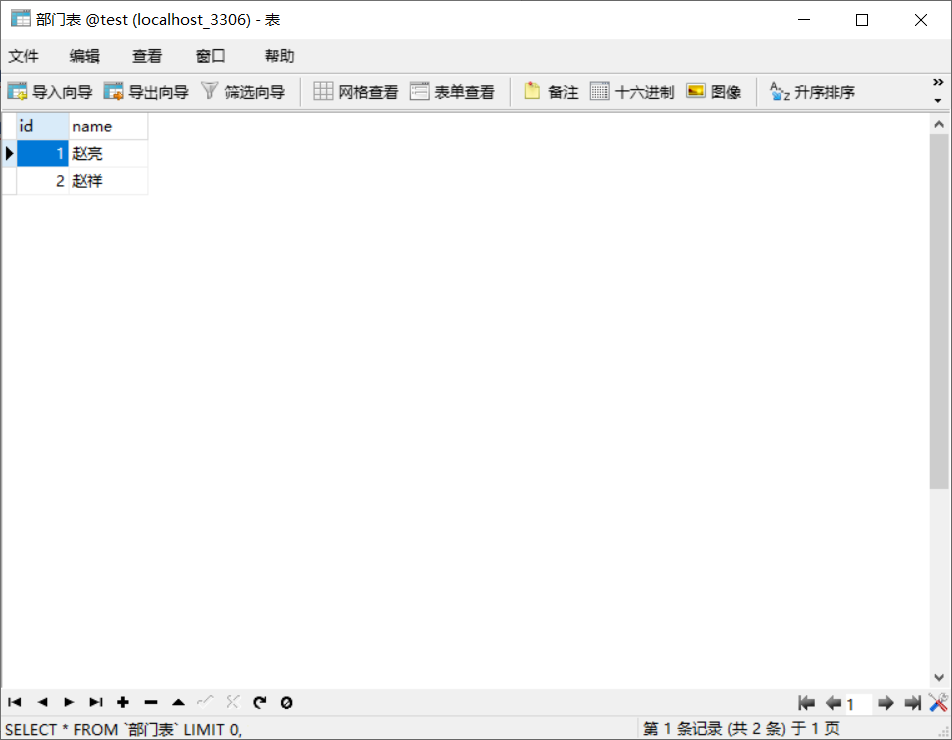 部门表 @test (localhost_3306) - 表
文件 编辑 查看 窗口 帮助
导入向导 导出向导 筛选向导 网格查看 表单查看 备注 十六进制 图像 升序排序
id name
1 赵亮
2 赵祥
1
SELECT * FROM `部门表` LIMIT 0, 第 1 条记录 (共 2 条) 于 1 页